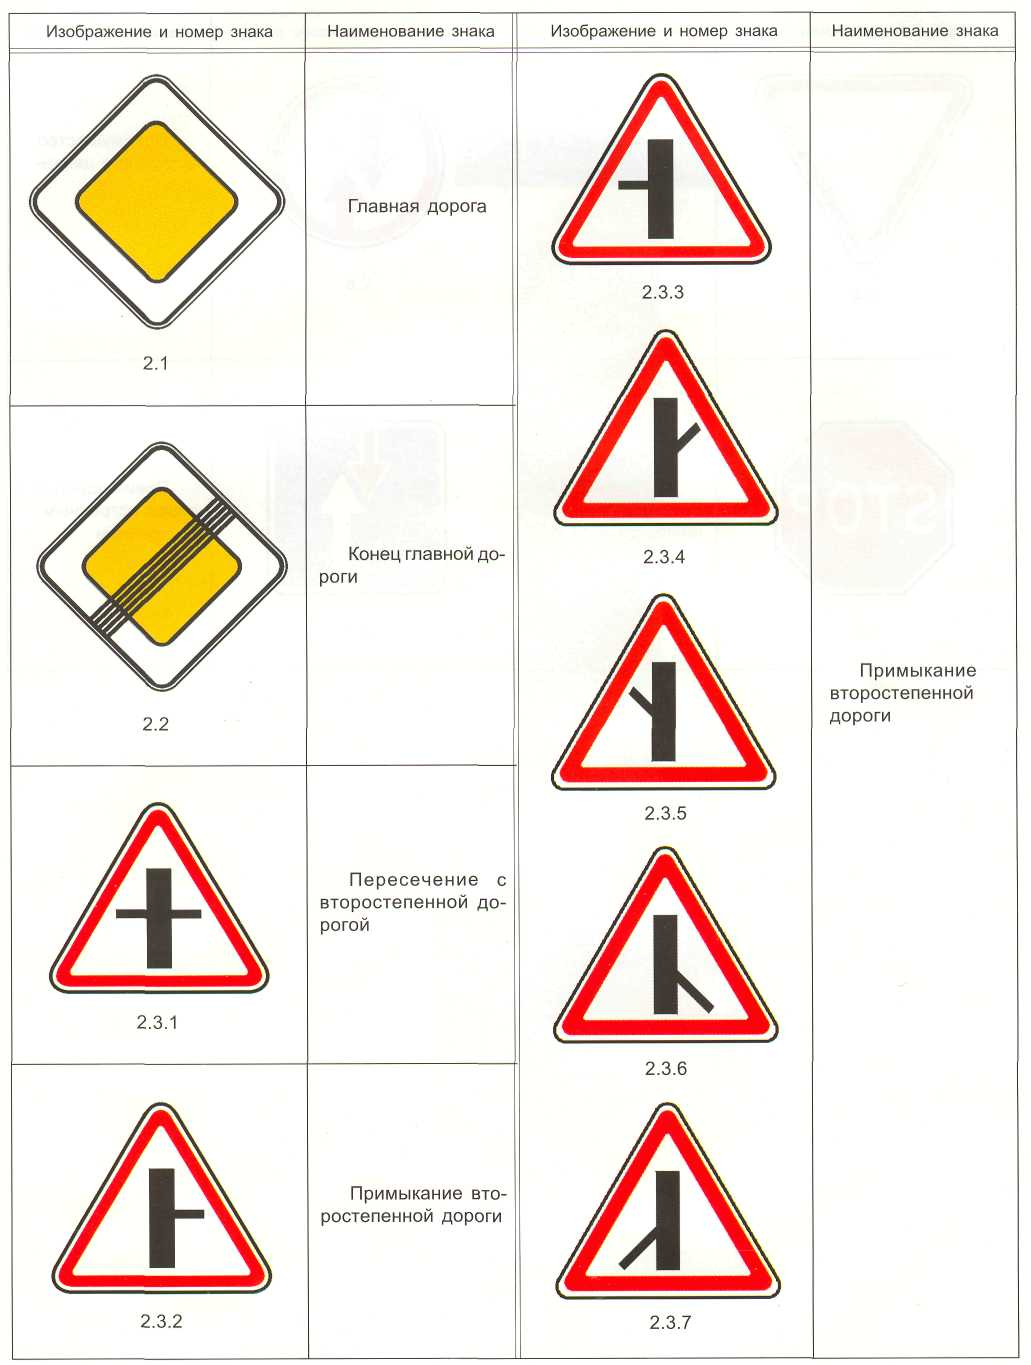 Изображение и номер знака
Наименование знака
Изображение и номер знака
Наименование знака
2.1
Главная дорога
2.2
Конец главной до-
роги
2.3.1
Пересечение с
второстепенной до-
рогой
2.3.2
Примыкание вто-
ростепенной дороги
2.3.3
2.3.4
2.3.5
2.3.6
2.3.7
Примыкание
второстепенной
дороги